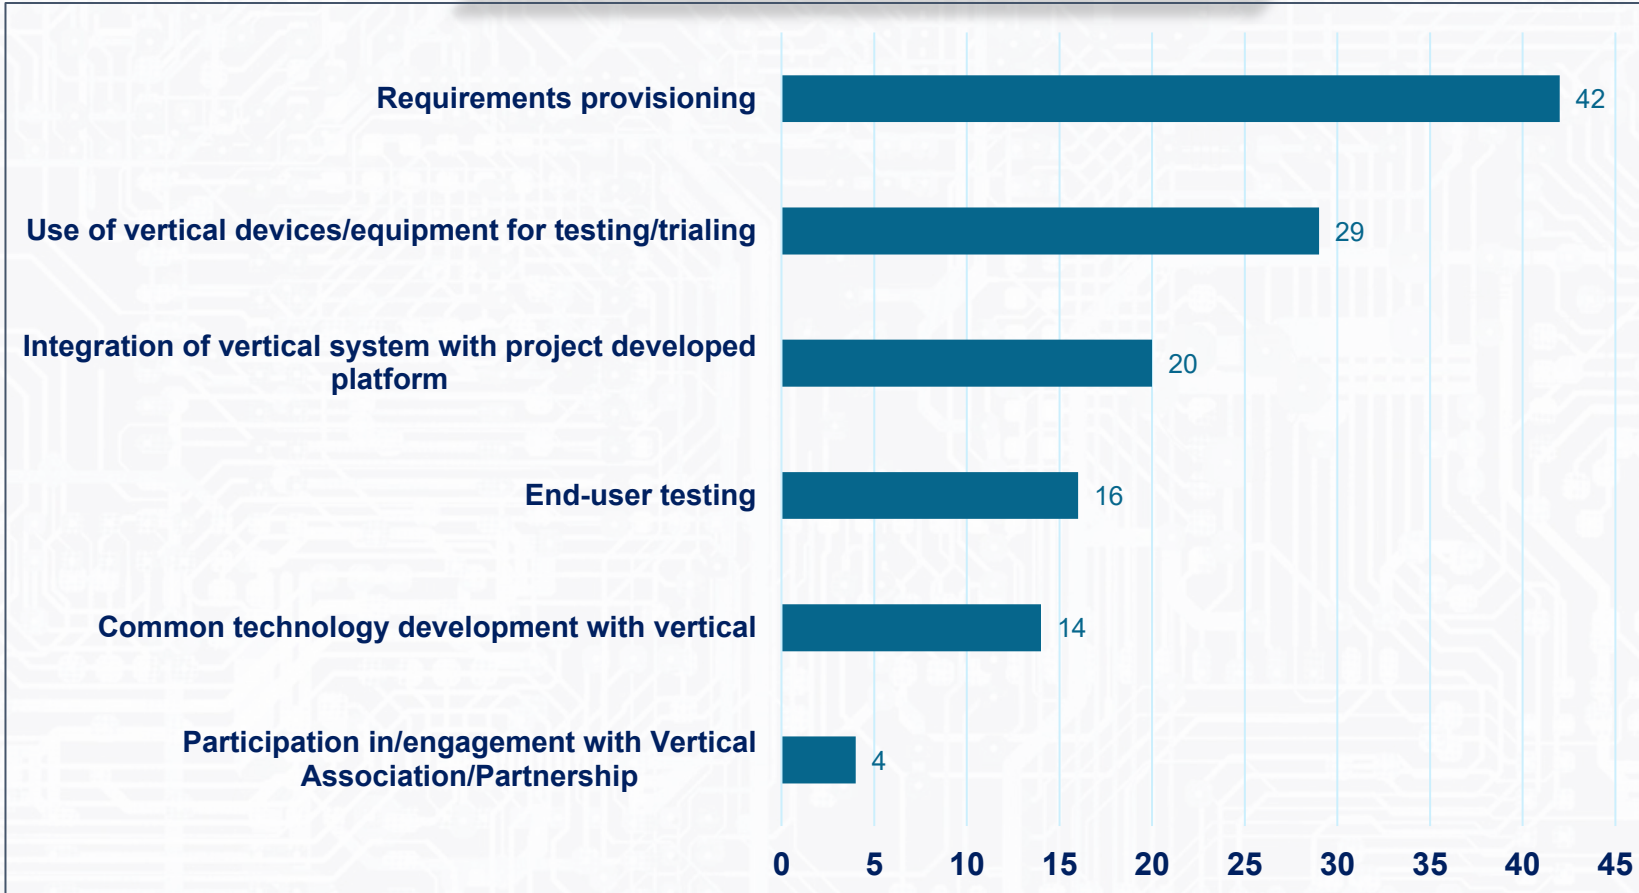 Requirements provisioning
42
Use of vertical devices/equipment for testing/trialing
29
Integration of vertical system with project developed
platform
20
End-user testing
16
Common technology development with vertical
14
Participation in/engagement with Vertical
Association/Partnership
4
0 5 10 15 20 25 30 35 40 45